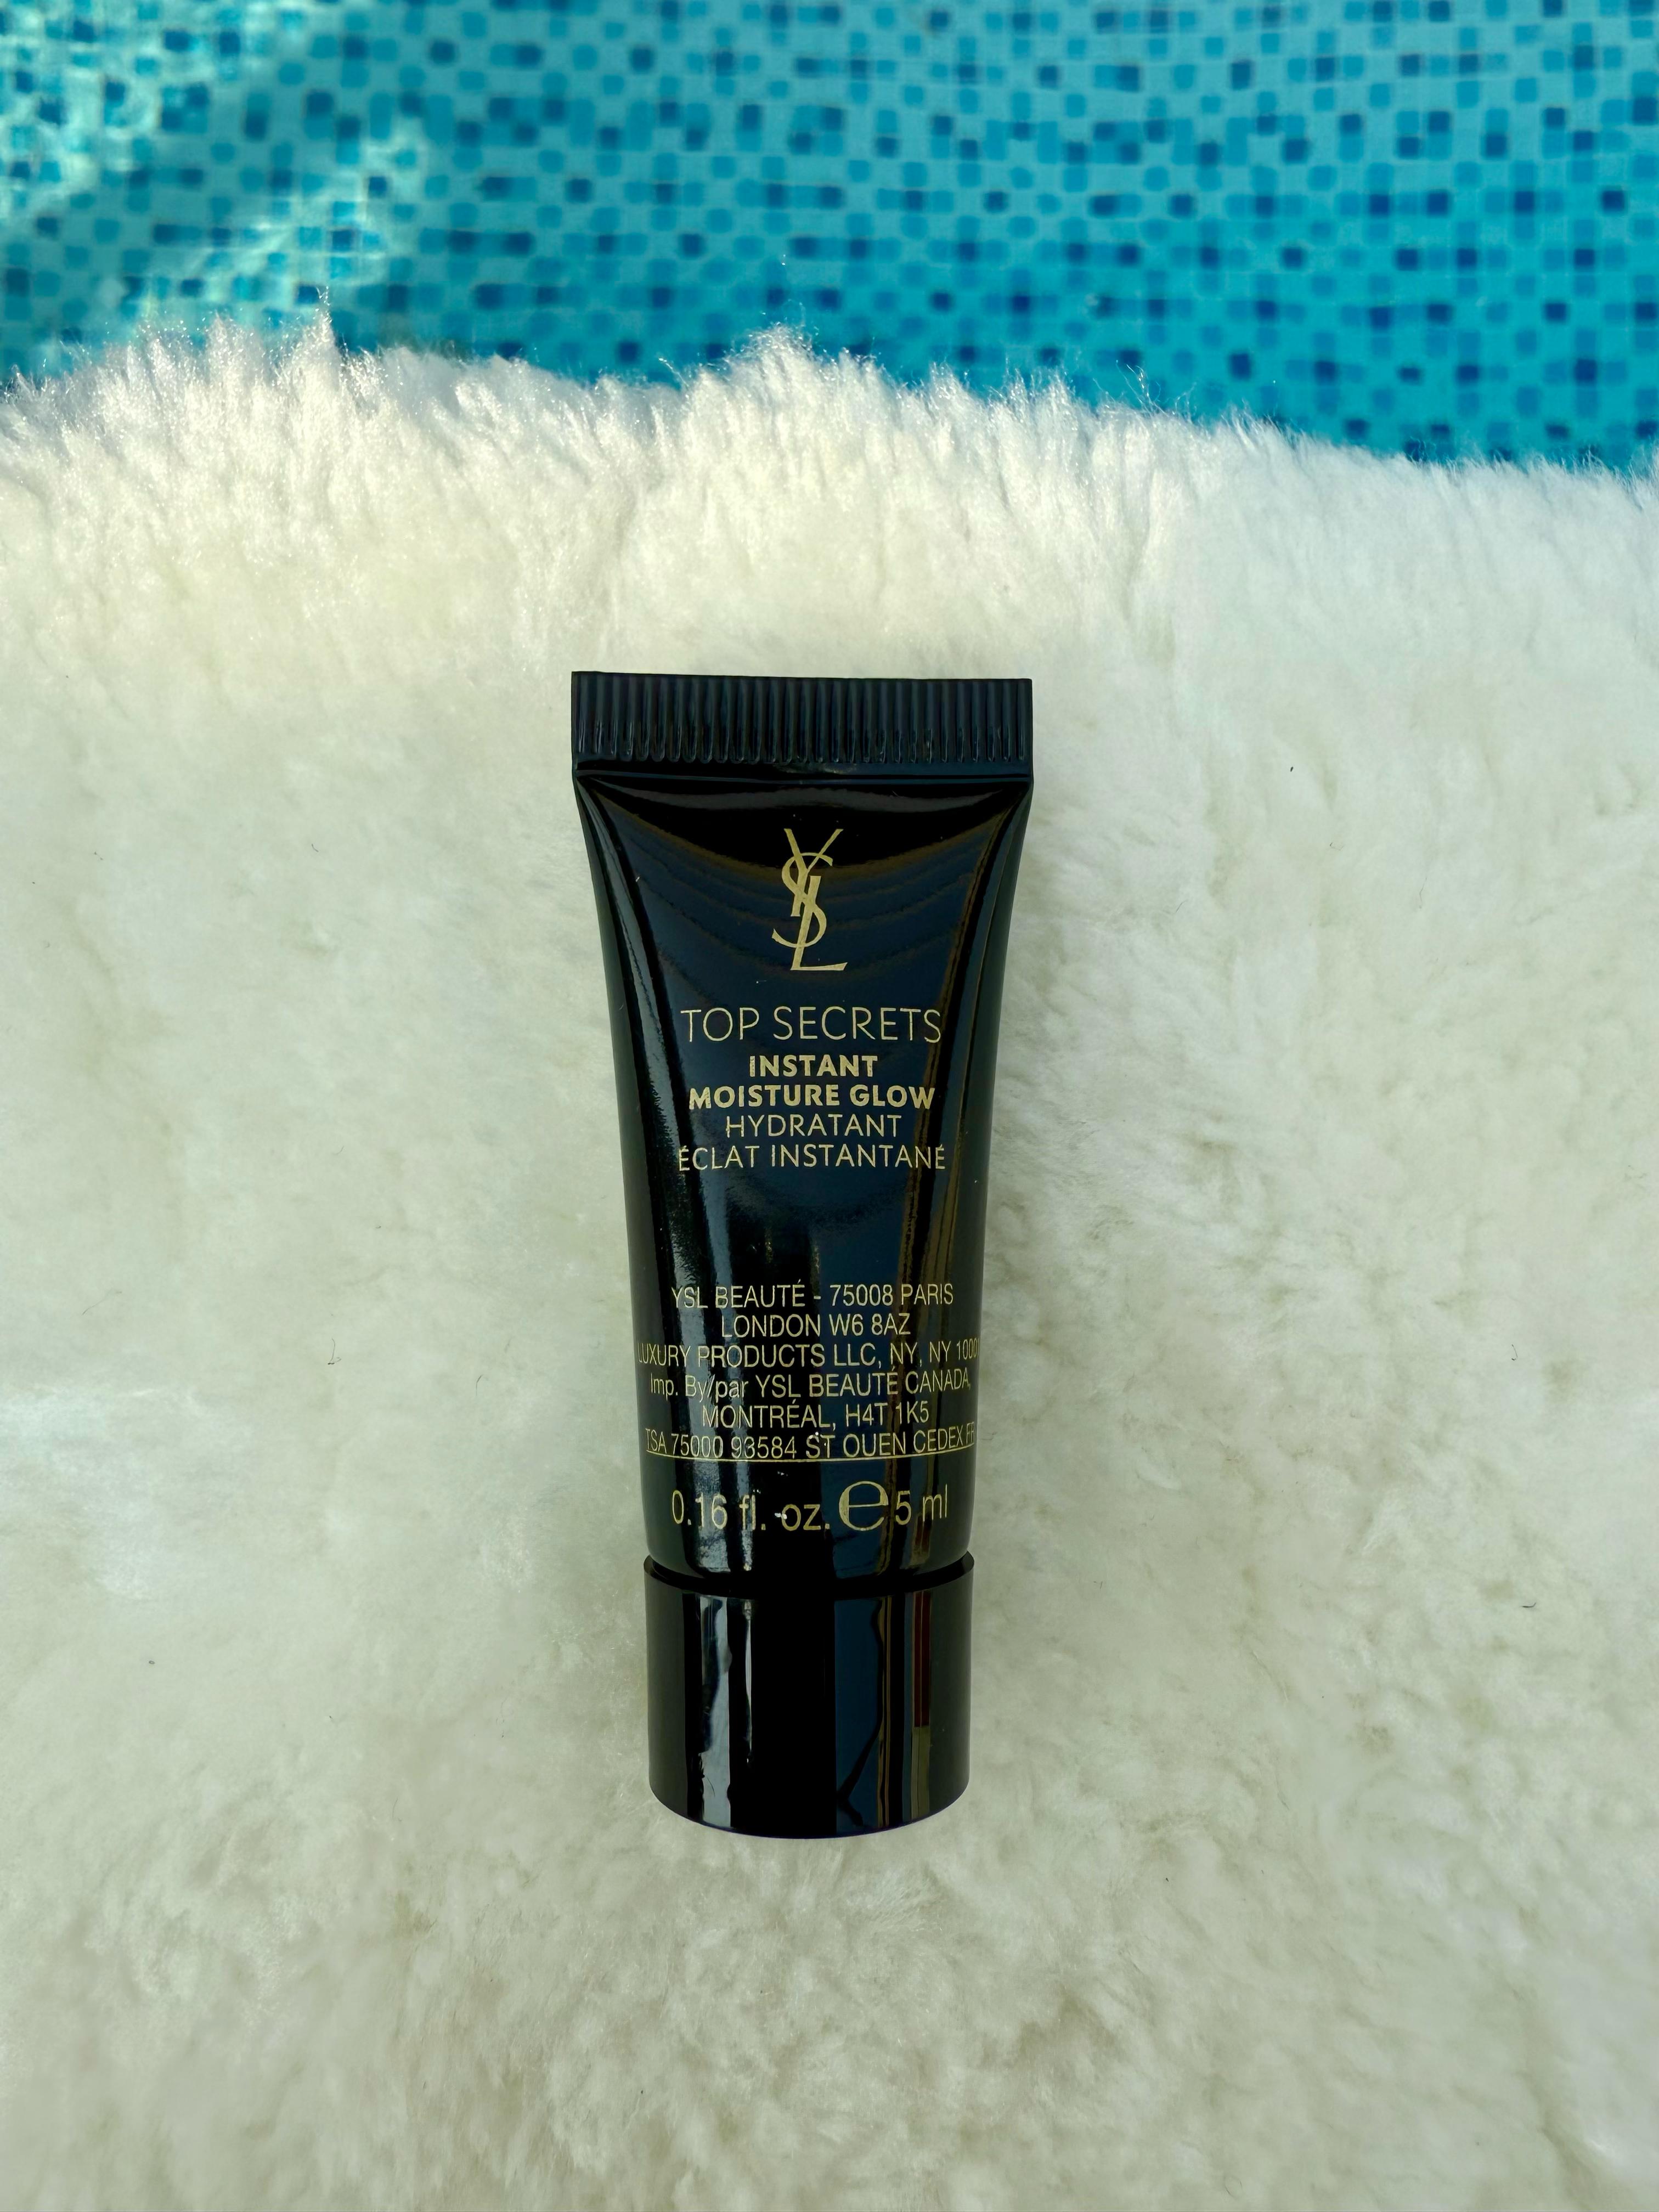 YSL
TOP SECRETS
INSTANT
MOISTURE GLOW
HYDRATANT
ÉCLAT INSTANTANÉ
YSL BEAUTÉ - 75008 PARIS
LONDON W6 8AZ
LUXURY PRODUCTS LLC, NY, NY 10001
Imp. By/par YSL BEAUTÉ CANADA,
MONTRÉAL, H4T 1K5
TSA 75000 93584 ST OUEN CEDEX FR
0.16 fl. oz. e 5 ml